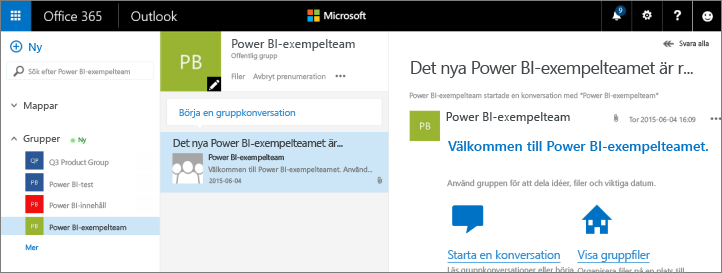 Office 365 Outlook Microsoft 9 ?
Ny
Sök efter Power BI-exempelteam
Mappar
Grupper Ny
QP Q3 Product Group
PB Power BI-test
PB Power BI-innehåll
PB Power BI-exempelteam
Mer
PB
Power BI-exempelteam
Offentlig grupp
Filer Avbryt prenumeration •••
Börja en gruppkonversation
Det nya Power BI-exempelteamet är...
Power BI-exempelteam
Välkommen till Power BI-exempelteamet. Använd...
2015-06-04
Svara alla
Det nya Power BI-exempelteamet är r...
Power BI-exempelteam startade en konversation med "Power BI-exempelteam"
PB Power BI-exempelteam Tor 2015-06-04 16:09 •••
Välkommen till Power BI-exempelteamet.
Använd gruppen för att dela idéer, filer och viktiga datum.
Starta en konversation Visa gruppfiler
Läs gruppkonversationer eller börja Organisera filer på en plats till